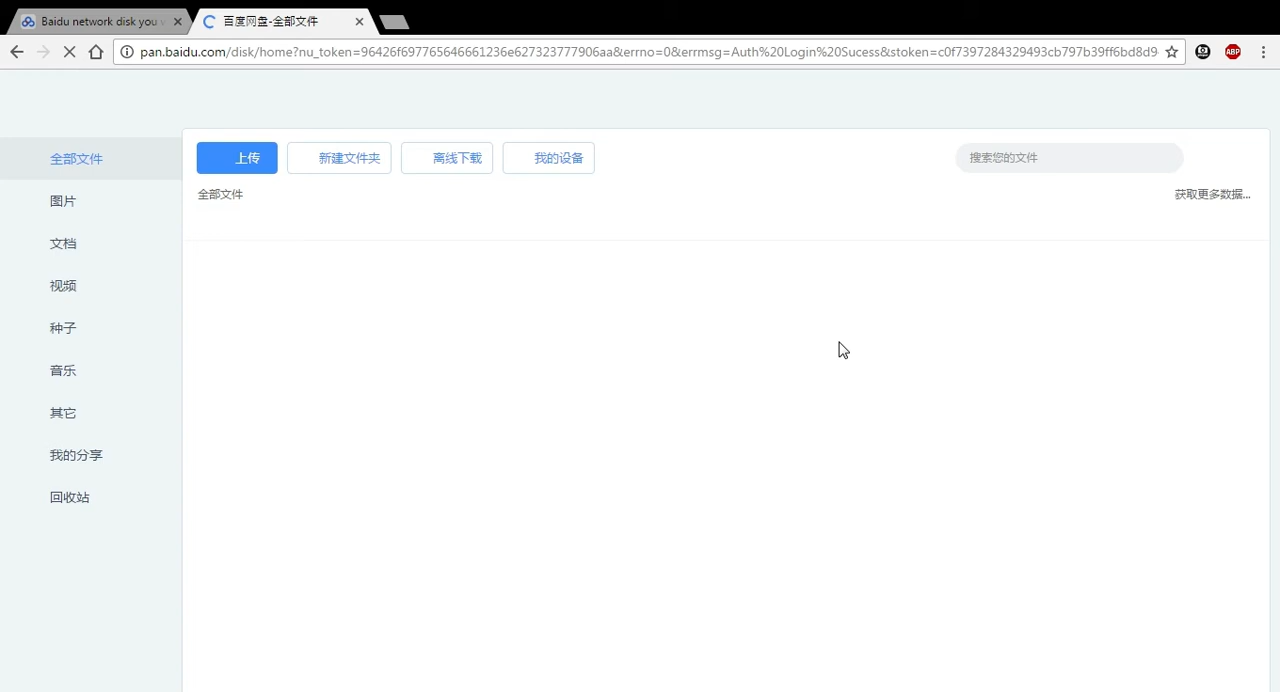 Baidu network disk you
百度网盘-全部文件
pan.baidu.com/disk/home?nu_token=96426f697765646661236e627323777906aa&errno=0&errmsg=Auth%20Login%20Sucess&stoken=c0f7397284329493cb797b39ff6bd8d9
ABP
全部文件
图片
文档
视频
种子
音乐
其它
我的分享
回收站
上传 新建文件夹 离线下载 我的设备 搜索您的文件
全部文件 获取更多数据...